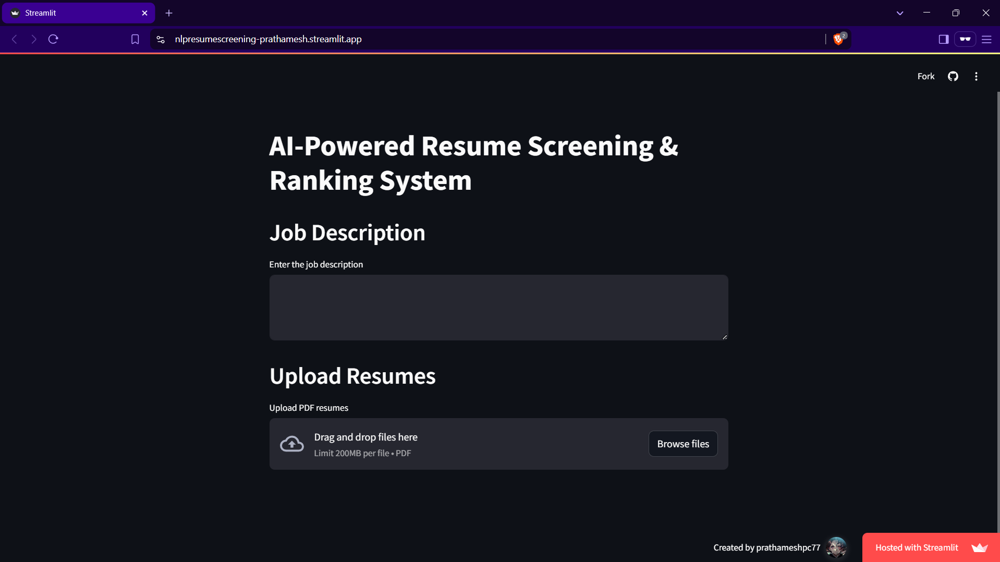 Streamlit
nlpresumescreening-prathamesh.streamlit.app
2
Fork
AI-Powered Resume Screening &
Ranking System
Job Description
Enter the job description
Upload Resumes
Upload PDF resumes
Drag and drop files here
Limit 200MB per file • PDF
Browse files
Created by prathameshpc77
Hosted with Streamlit